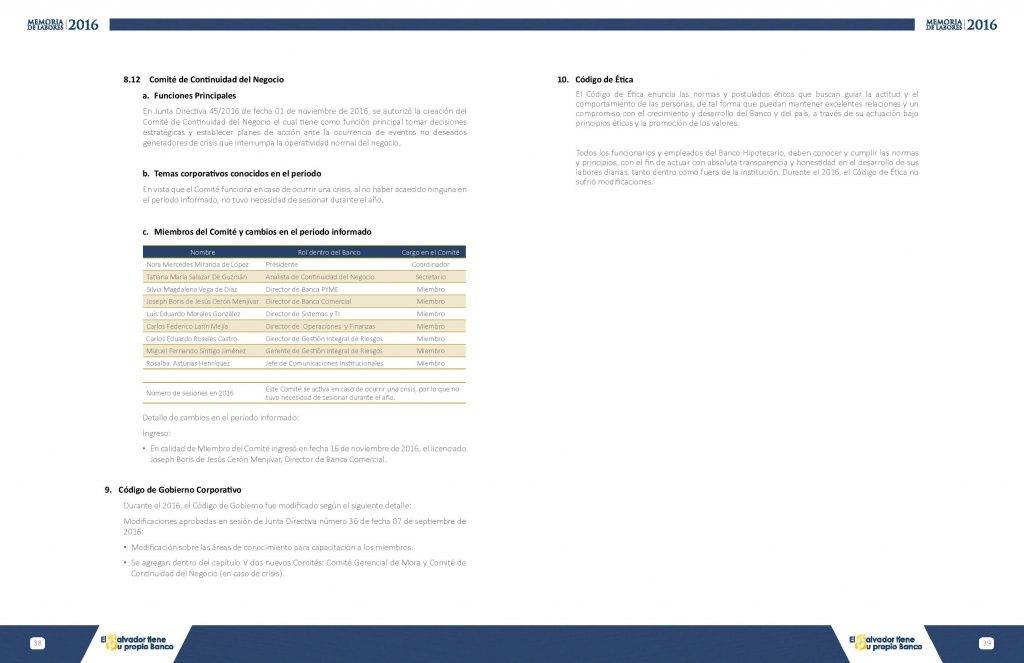 MEMORIA
DE LABORES 2016
MEMORIA
DE LABORES 2016
8.12 Comité de Continuidad del Negocio
a. Funciones Principales
En Junta Directiva 45/2016 de fecha 01 de noviembre de 2016, se autorizó la creación del
Comité de Continuidad del Negocio el cual tiene como función principal tomar decisiones
estratégicas y establecer planes de acción ante la ocurrencia de eventos no deseados
generadores de crisis que interrumpa la operatividad normal del negocio.
b. Temas corporativos conocidos en el período
En vista que el Comité funciona en caso de ocurrir una crisis, al no haber acaecido ninguna en
el periodo informado, no tuvo necesidad de sesionar durante el año.
c. Miembros del Comité y cambios en el período informado
Nombre Rol dentro del Banco Cargo en el Comité
Nora Mercedes Miranda de López Presidente Coordinador
Tatiana María Salazar De Guzmán Analista de Continuidad del Negocio Secretario
Silvia Magdalena Vega de Díaz Director de Banca PYME Miembro
Joseph Boris de Jesús Cerón Menjívar Director de Banca Comercial Miembro
Luis Eduardo Morales González Director de Sistemas y TI Miembro
Carlos Federico Larín Mejía Director de Operaciones y Finanzas Miembro
Carlos Eduardo Rosales Castro Director de Gestión Integral de Riesgos Miembro
Miguel Fernando Síntigo Jiménez Gerente de Gestión Integral de Riesgos Miembro
Rosalba Asturias Henríquez Jefe de Comunicaciones Institucionales Miembro
Número de sesiones en 2016 Este Comité se activa en caso de ocurrir una crisis, por lo que no
tuvo necesidad de sesionar durante el año.
Detalle de cambios en el período informado:
Ingreso:
• En calidad de Miembro del Comité ingresó en fecha 16 de noviembre de 2016, el licenciado
Joseph Boris de Jesús Cerón Menjívar, Director de Banca Comercial.
9. Código de Gobierno Corporativo
Durante el 2016, el Código de Gobierno fue modificado según el siguiente detalle:
Modificaciones aprobadas en sesión de Junta Directiva número 36 de fecha 07 de septiembre de
2016:
• Modificación sobre las áreas de conocimiento para capacitación a los miembros.
• Se agregan dentro del capítulo V dos nuevos Comités: Comité Gerencial de Mora y Comité de
Continuidad del Negocio (en caso de crisis).
10. Código de Ética
El Código de Ética enuncia las normas y postulados éticos que buscan guiar la actitud y el
comportamiento de las personas, de tal forma que puedan mantener excelentes relaciones y un
compromiso con el crecimiento y desarrollo del Banco y del país, a través de su actuación bajo
principios éticos y la promoción de los valores.
Todos los funcionarios y empleados del Banco Hipotecario, deben conocer y cumplir las normas
y principios, con el fin de actuar con absoluta transparencia y honestidad en el desarrollo de sus
labores diarias, tanto dentro como fuera de la institución. Durante el 2016, el Código de Ética no
sufrió modificaciones.
38
El Salvador tiene
Su propio Banco
El Salvador tiene
Su propio Banco
39